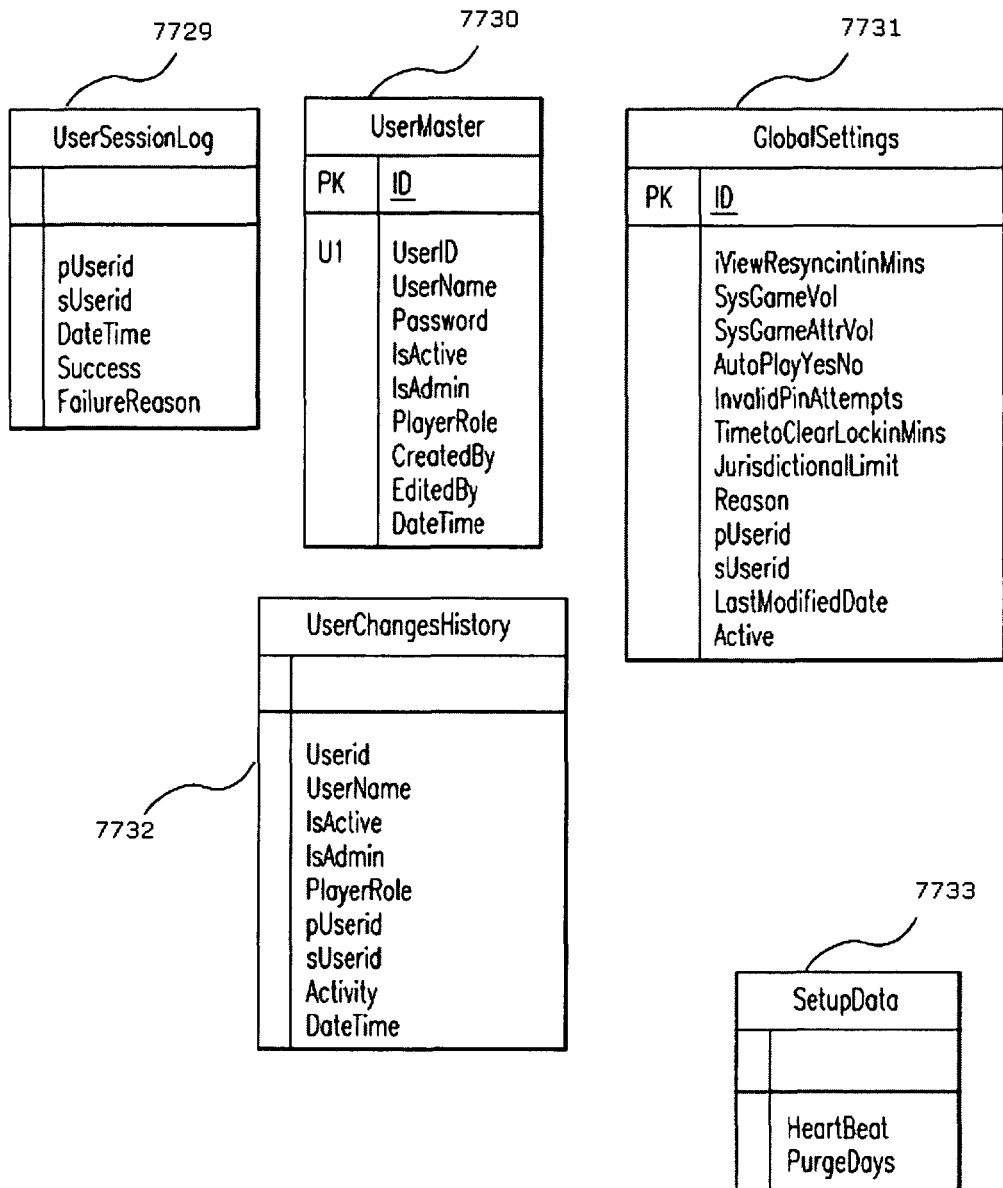 7729
UserSessionLog
pUserid
sUserid
DateTime
Success
FailureReason
7730
UserMaster
PK ID
U1 UserID
UserName
Password
IsActive
IsAdmin
PlayerRole
CreatedBy
EditedBy
DateTime
7731
GlobalSettings
PK ID
iViewResyncintinMins
SysGameVol
SysGameAttrVol
AutoPlayYesNo
InvalidPinAttempts
TimetoClearLockinMins
JurisdictionalLimit
Reason
pUserid
sUserid
LastModifiedDate
Active
UserChangesHistory
Userid
UserName
IsActive
IsAdmin
PlayerRole
pUserid
sUserid
Activity
DateTime
7732
7733
SetupData
HeartBeat
PurgeDays